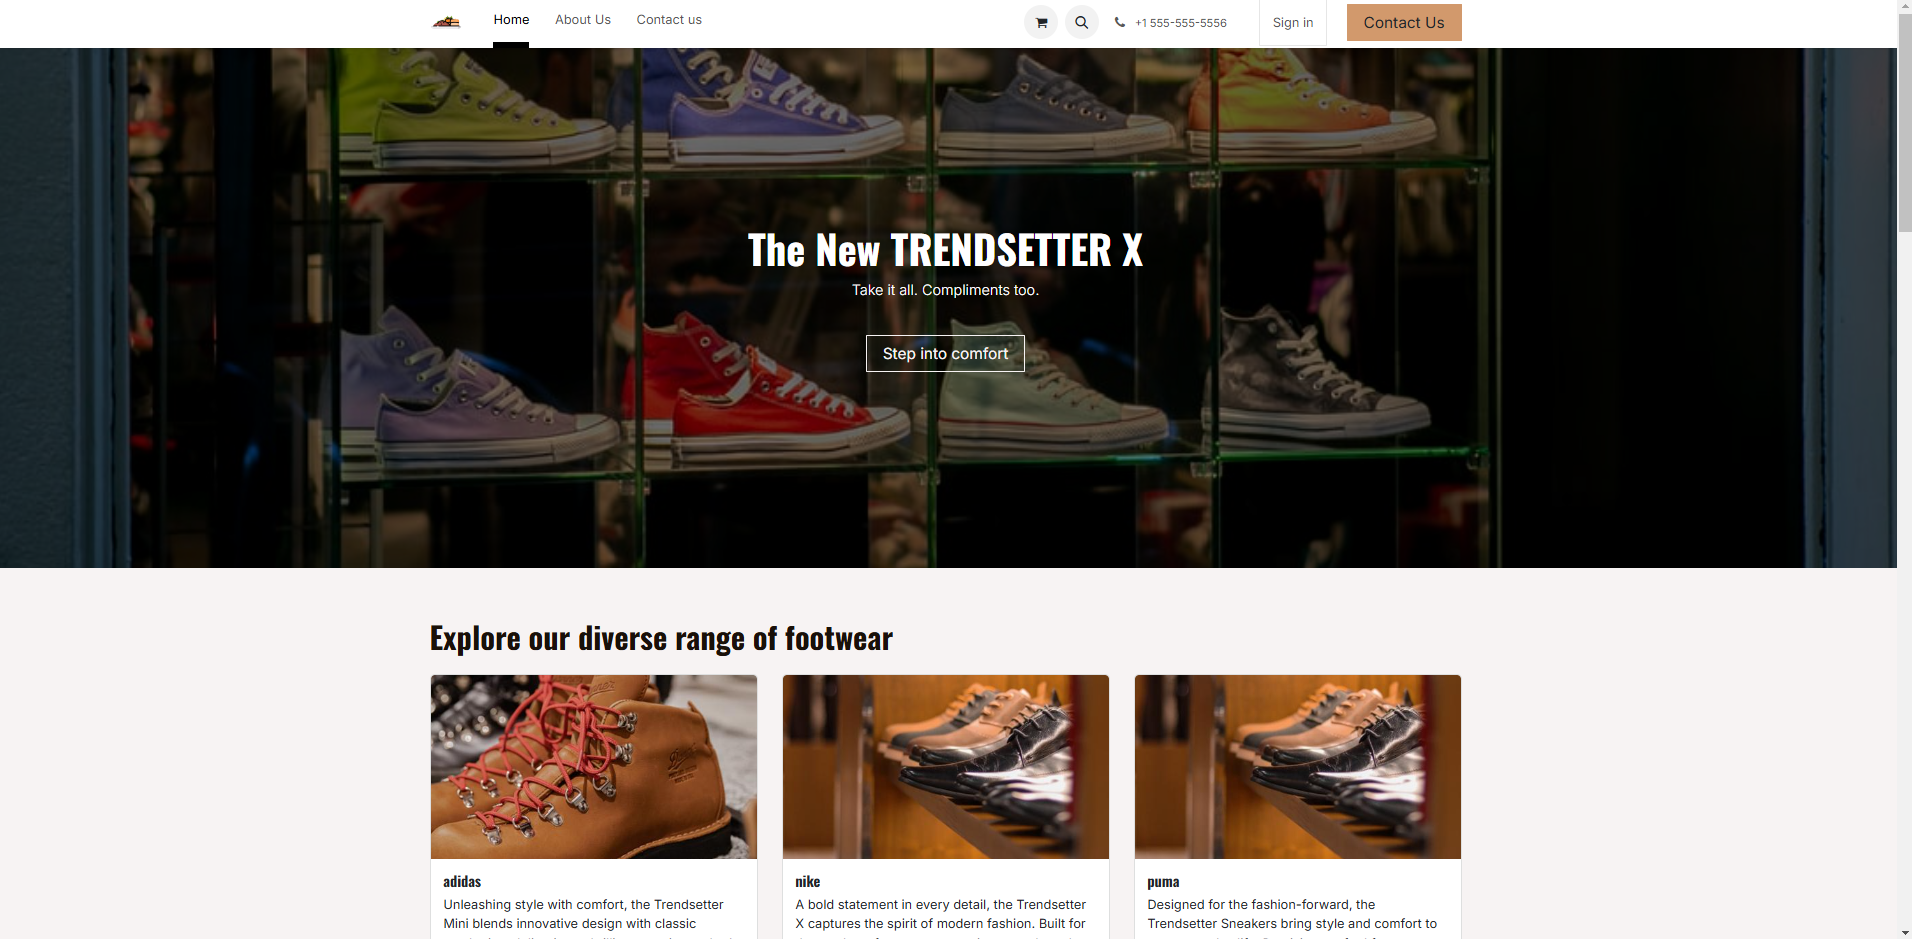 Home
About Us
Contact us
+1 555-555-5556
Sign in
Contact Us
The New TRENDSETTER X
Take it all. Compliments too.
Step into comfort
Explore our diverse range of footwear
adidas
Unleashing style with comfort, the Trendsetter
Mini blends innovative design with classic
nike
A bold statement in every detail, the Trendsetter
X captures the spirit of modern fashion. Built for
puma
Designed for the fashion-forward, the
Trendsetter Sneakers bring style and comfort to